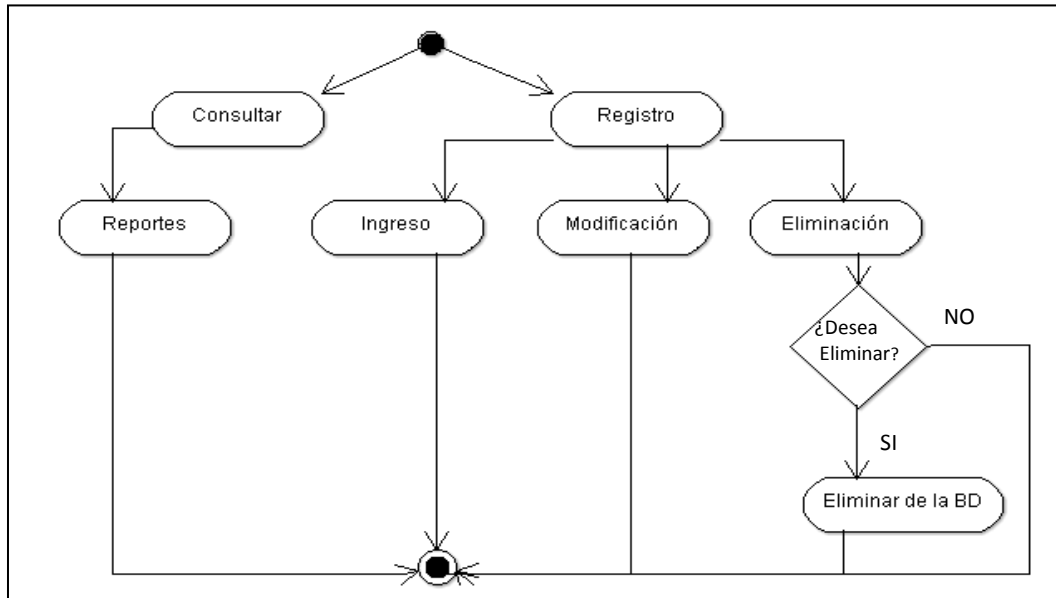 Consultar
Registro
Reportes
Ingreso
Modificación
Eliminación
¿Desea
Eliminar?
NO
SI
Eliminar de la BD